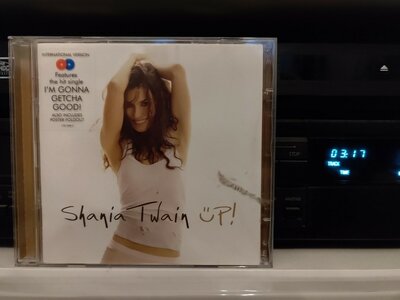 INTERNATIONAL VERSION
Features
the hit single
I'M GONNA
GETCHA
GOOD!
ALSO INCLUDES
POSTER FOLDOUT
Shania Twain UP!
STOP
03:17
TRACK
TIME